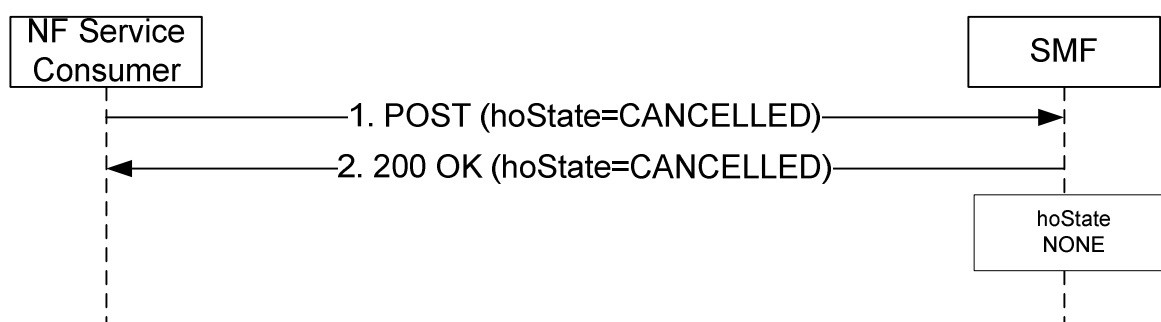 NF Service
Consumer
SMF
1. POST (hoState=CANCELLED)
2. 200 OK (hoState=CANCELLED)
hoState
NONE